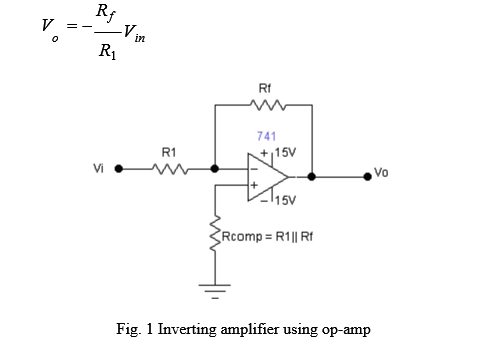 V_o = -R_f/R_1 V_in
Rf
741
+ 15V
R1
Vi
-
+
Vo
- 15V
Rcomp = R1|| Rf
Fig. 1 Inverting amplifier using op-amp